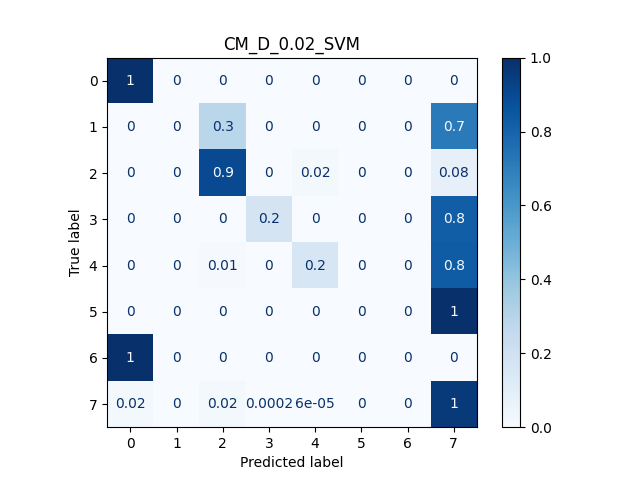 CM_D_0.02_SVM
0 1 0 0 0 0 0 0 0 1.0
1 0 0 0.3 0 0 0 0 0.7
0.8
2 0 0 0.9 0 0.02 0 0 0.08
3 0 0 0 0.2 0 0 0 0.8 0.6
True label
4 0 0 0.01 0 0.2 0 0 0.8
0.4
5 0 0 0 0 0 0 0 1
6 1 0 0 0 0 0 0 0 0.2
7 0.02 0 0.02 0.0002 6e-05 0 0 1
0.0
0 1 2 3 4 5 6 7
Predicted label